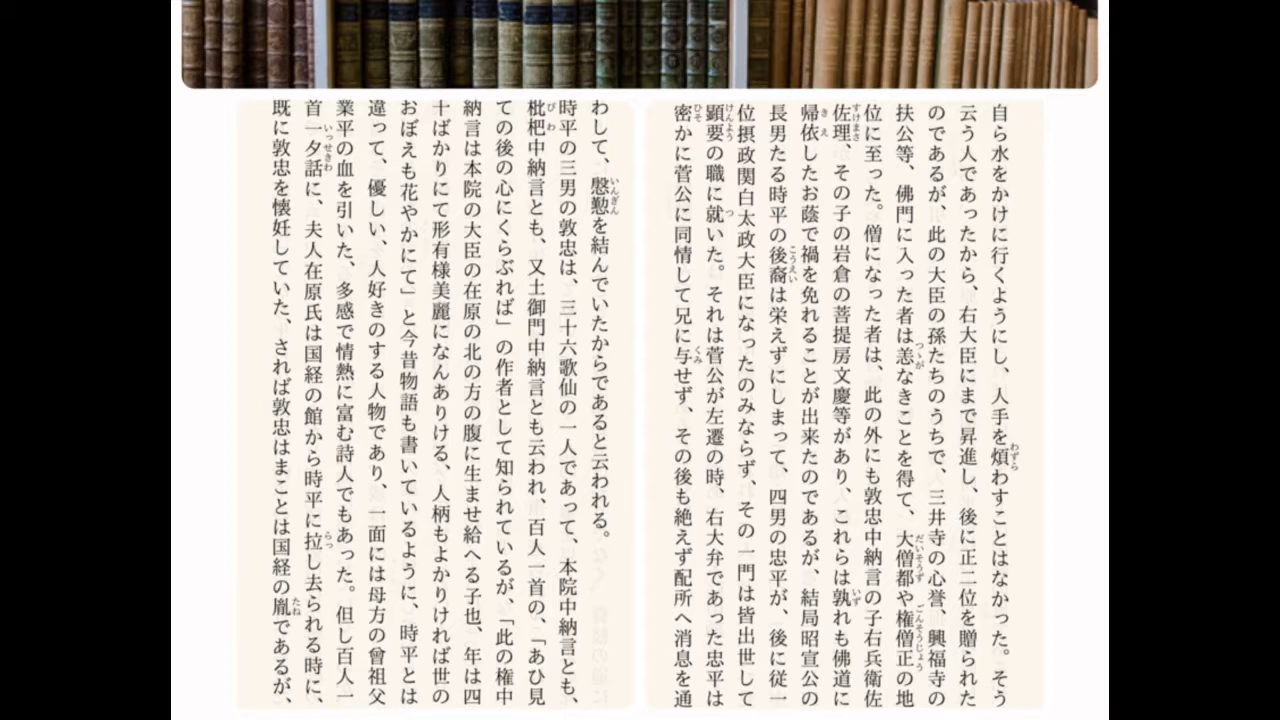 自ら水をかけに行くようにし、人手を煩わすことはなかった。そう
云う人であったから、右大臣にまで昇進し、後に正二位を贈られた
のであるが、此の大臣の孫たちのうちで、三井寺の心誉、興福寺の
扶公等、佛門に入った者は恙なきことを得て、大僧都や権僧正の地
位に至った。僧になった者は、此の外にも敦忠中納言の子右兵衛佐
佐理、その子の岩倉の菩提房文慶等があり、これらは孰れも佛道に
帰依したお蔭で禍を免れることが出来たのであるが、結局昭宣公の
長男たる時平の後裔は栄えずにしまって、四男の忠平が、後に従一
位摂政関白太政大臣になったのみならず、その一門は皆出世して
顕要の職に就いた。それは菅公が左遷の時、右大弁であった忠平は
密かに菅公に同情して兄に与せず、その後も絶えず配所へ消息を通
わして、慇懃を結んでいたからであると云われる。
時平の三男の敦忠は、三十六歌仙の一人であって、本院中納言とも、
枇杷中納言とも、又土御門中納言とも云われ、百人一首の、「あひ見
ての後の心にくらぶれば」の作者として知られているが、「此の権中
納言は本院の大臣の在原の北の方の腹に生ませ給へる子也、年は四
十ばかりにて形有様美麗になんありける、人柄もよかりければ世の
おぼえも花やかにて」と今昔物語も書いているように、時平とは
違って、優しい、人好きのする人物であり、一面には母方の曾祖父
業平の血を引いた、多感で情熱に富む詩人でもあった。但し百人一
首一夕話に、夫人在原氏は国経の館から時平に拉し去られる時に、
既に敦忠を懐妊していた、されば敦忠はまことは国経の胤であるが、